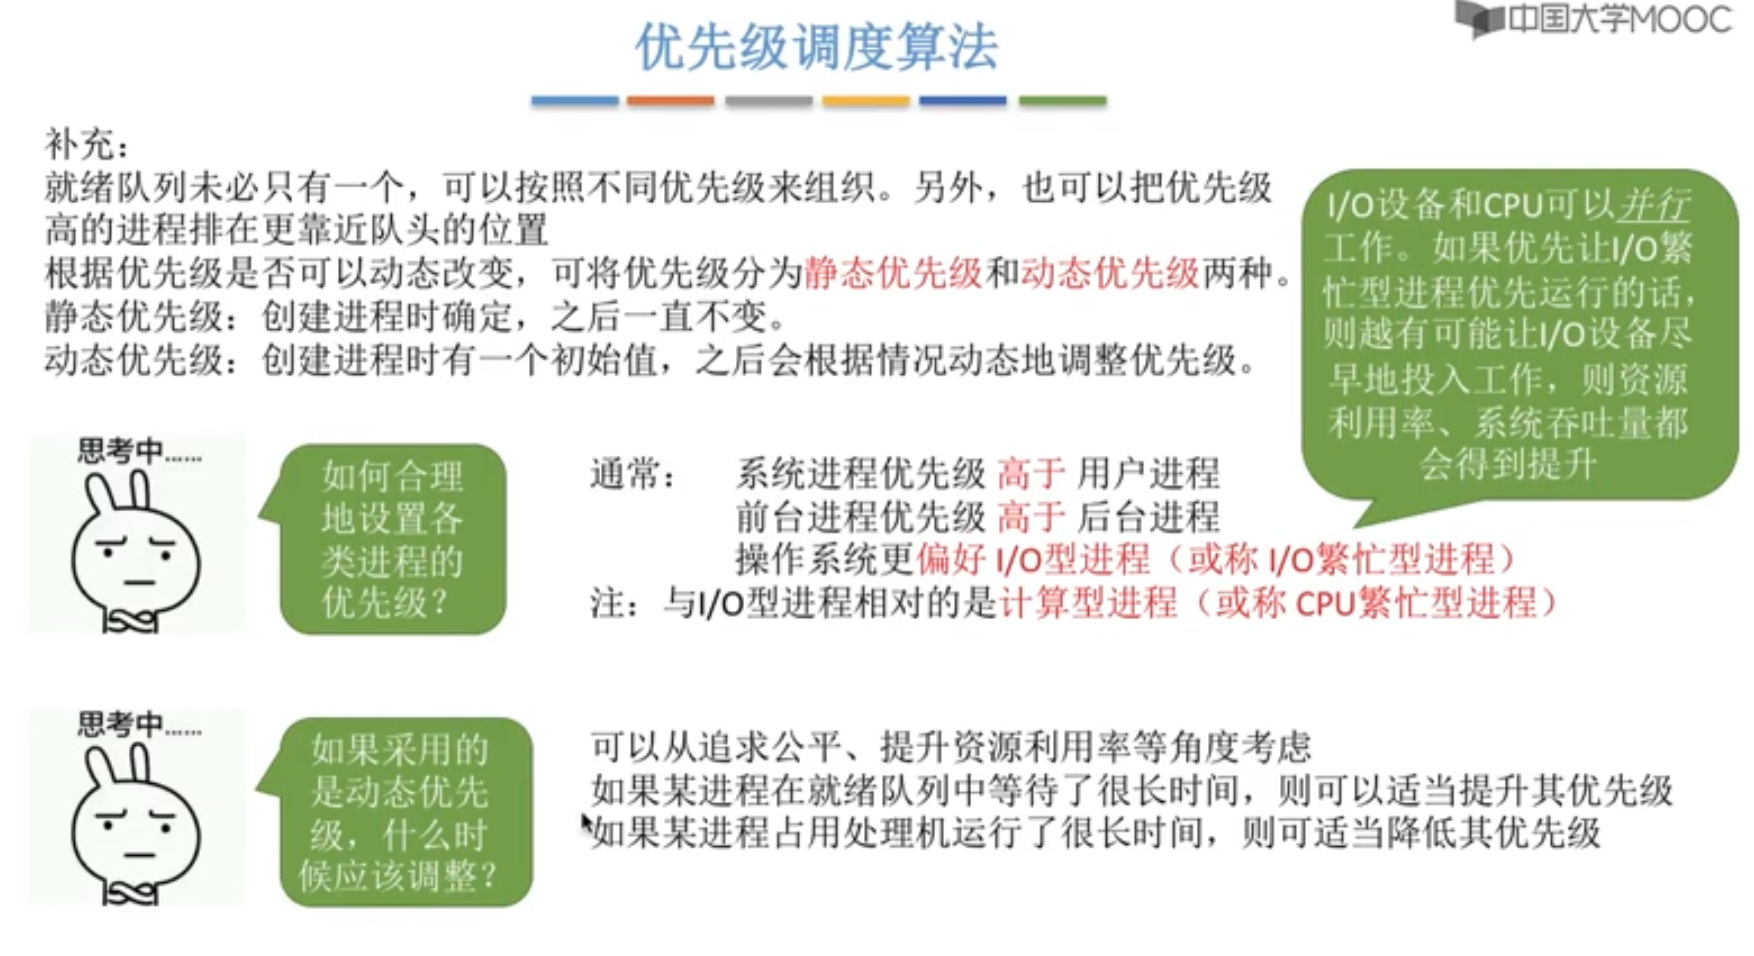 中国大学MOOC
优先级调度算法
补充：
就绪队列未必只有一个，可以按照不同优先级来组织。另外，也可以把优先级
高的进程排在更靠近队头的位置
根据优先级是否可以动态改变，可将优先级分为静态优先级和动态优先级两种。
静态优先级：创建进程时确定，之后一直不变。
动态优先级：创建进程时有一个初始值，之后会根据情况动态地调整优先级。
I/O设备和CPU可以并行
工作。如果优先让I/O繁
忙型进程优先运行的话，
则越有可能让I/O设备尽
早地投入工作，则资源
利用率、系统吞吐量都
会得到提升
思考中......
如何合理
地设置各
类进程的
优先级？
通常： 系统进程优先级 高于 用户进程
前台进程优先级 高于 后台进程
操作系统更偏好 I/O型进程（或称 I/O繁忙型进程）
注：与I/O型进程相对的是计算型进程（或称 CPU繁忙型进程）
思考中......
如果采用的
是动态优先
级，什么时
候应该调整？
可以从追求公平、提升资源利用率等角度考虑
如果某进程在就绪队列中等待了很长时间，则可以适当提升其优先级
如果某进程占用处理机运行了很长时间，则可适当降低其优先级